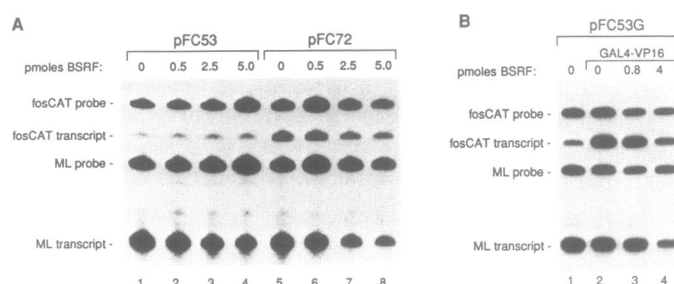 A
pFC53 pFC72
pmoles BSRF: 0 0.5 2.5 5.0 0 0.5 2.5 5.0
fosCAT probe -
fosCAT transcript -
ML probe -
ML transcript -
1 2 3 4 5 6 7 8
B
pFC53G
GAL4-VP16
pmoles BSRF: 0 0 0.8 4
fosCAT probe -
fosCAT transcript -
ML probe -
ML transcript -
1 2 3 4